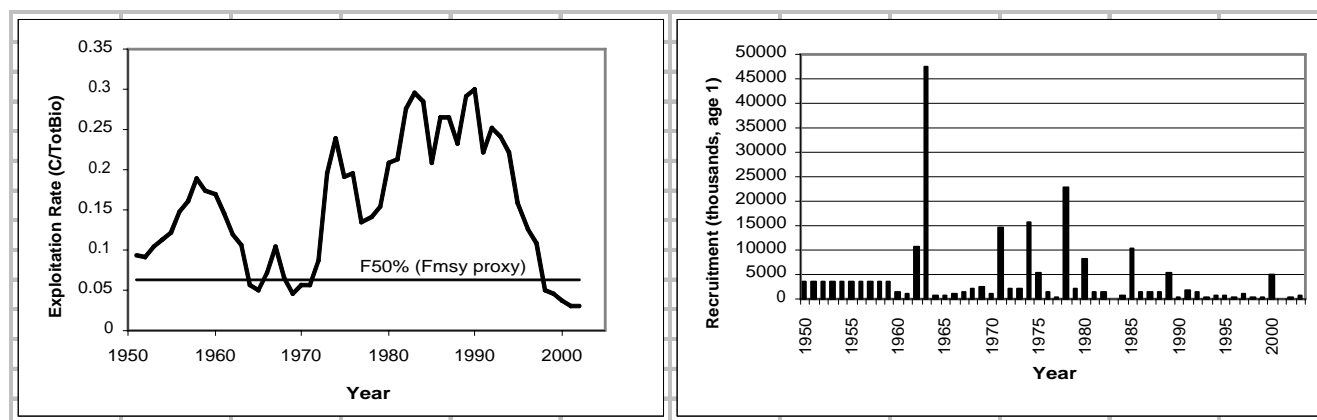 0.35
0.3
0.25
0.2
0.15
0.1
0.05
0
Exploitation Rate (C/TotBio)
F50% (Fmsy proxy)
1950 1960 1970 1980 1990 2000
Year
50000
45000
40000
35000
30000
25000
20000
15000
10000
5000
0
Recruitment (thousands, age 1)
1950 1955 1960 1965 1970 1975 1980 1985 1990 1995 2000
Year